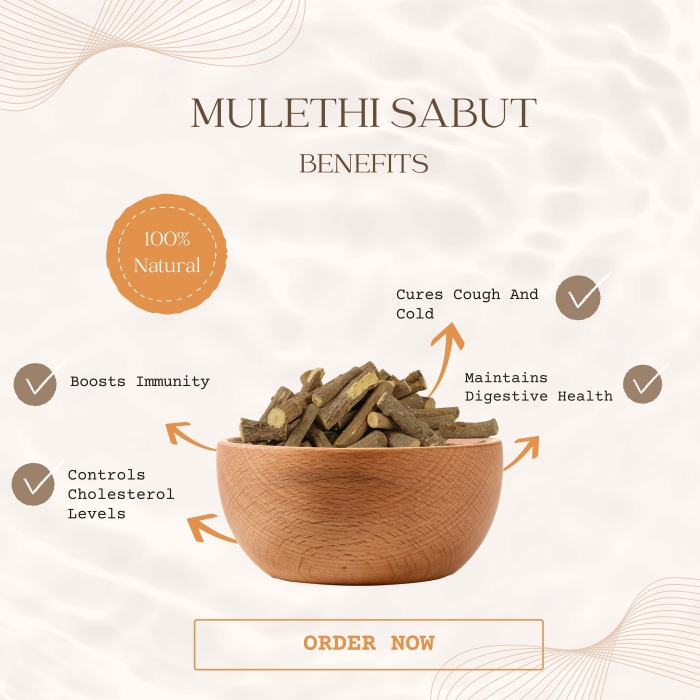 MULETHI SABUT
BENEFITS
100%
Natural
Cures Cough And
Cold
Boosts Immunity
Maintains
Digestive Health
Controls
Cholesterol
Levels
ORDER NOW